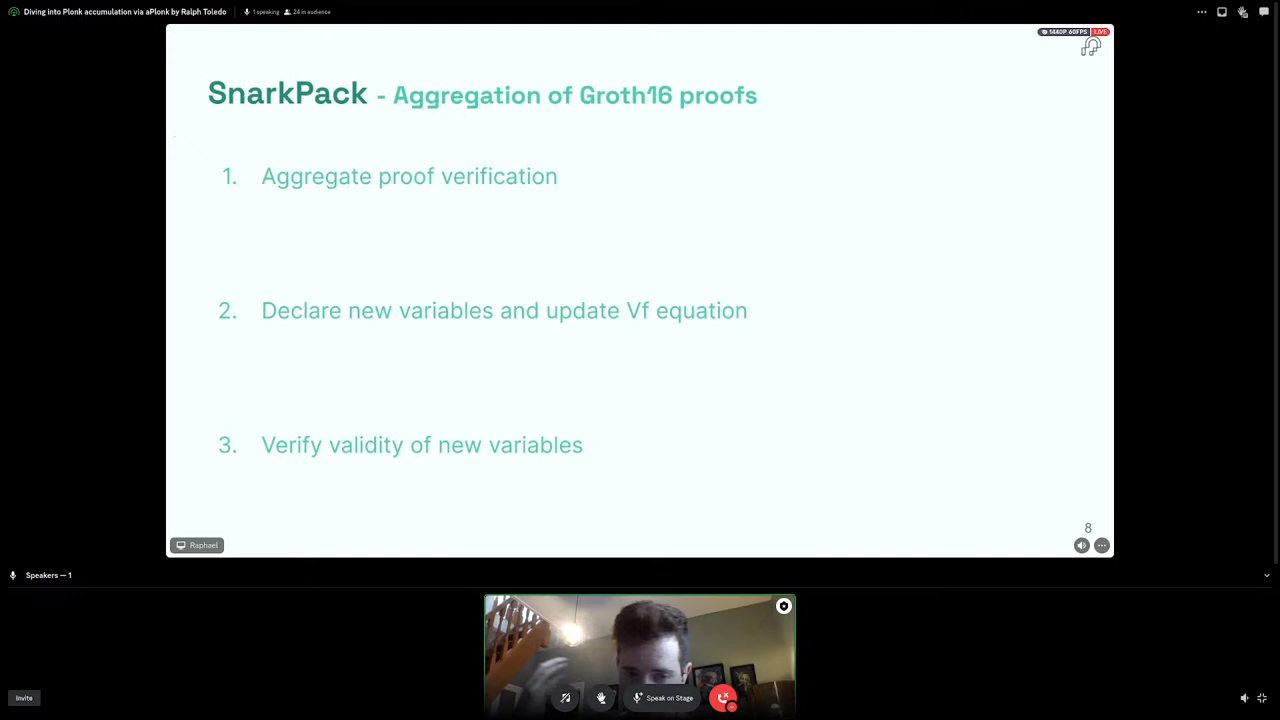 Diving into Plonk accumulation via aPlonk by Ralph Toledo
1 speaking
24 in audience
1440P 60FPS
LIVE
SnarkPack - Aggregation of Groth16 proofs
1. Aggregate proof verification
2. Declare new variables and update Vf equation
3. Verify validity of new variables
8
Raphael
Speakers — 1
Invite
Speak on Stage